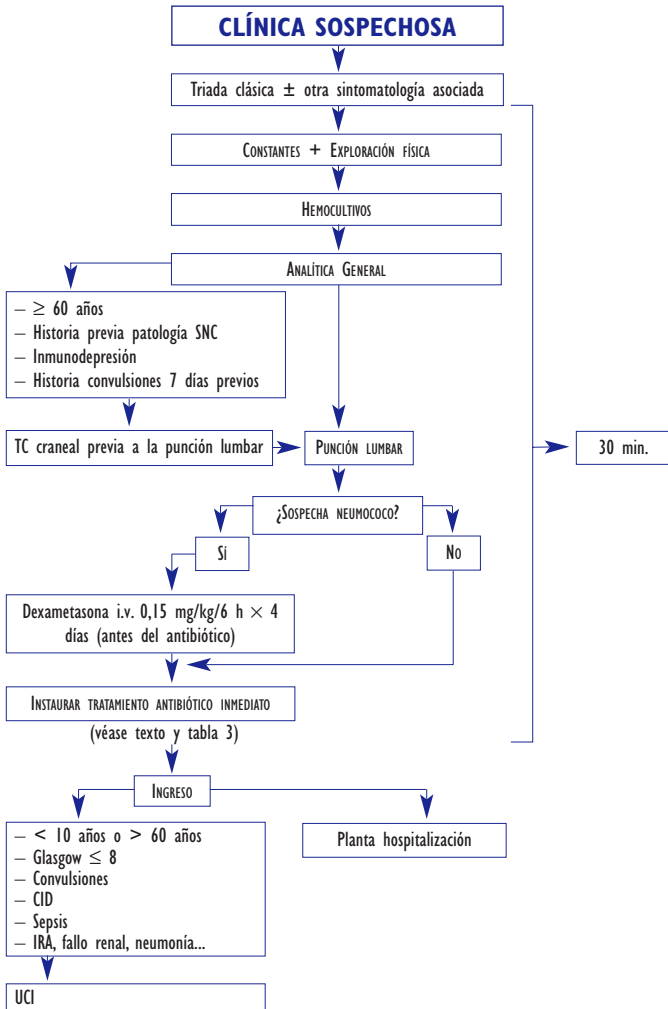 CLÍNICA SOSPECHOSA
Triada clásica ± otra sintomatología asociada
CONSTANTES + EXPLORACIÓN FÍSICA
HEMOCULTIVOS
ANALÍTICA GENERAL
– ≥ 60 años
– Historia previa patología SNC
– Inmunodepresión
– Historia convulsiones 7 días previos
TC craneal previa a la punción lumbar
PUNCIÓN LUMBAR
30 min.
¿SOSPECHA NEUMOCOCO?
SÍ
NO
Dexametasona i.v. 0,15 mg/kg/6 h × 4
días (antes del antibiótico)
INSTAURAR TRATAMIENTO ANTIBIÓTICO INMEDIATO
(véase texto y tabla 3)
INGRESO
– < 10 años o > 60 años
– Glasgow ≤ 8
– Convulsiones
– CID
– Sepsis
– IRA, fallo renal, neumonía...
Planta hospitalización
UCI